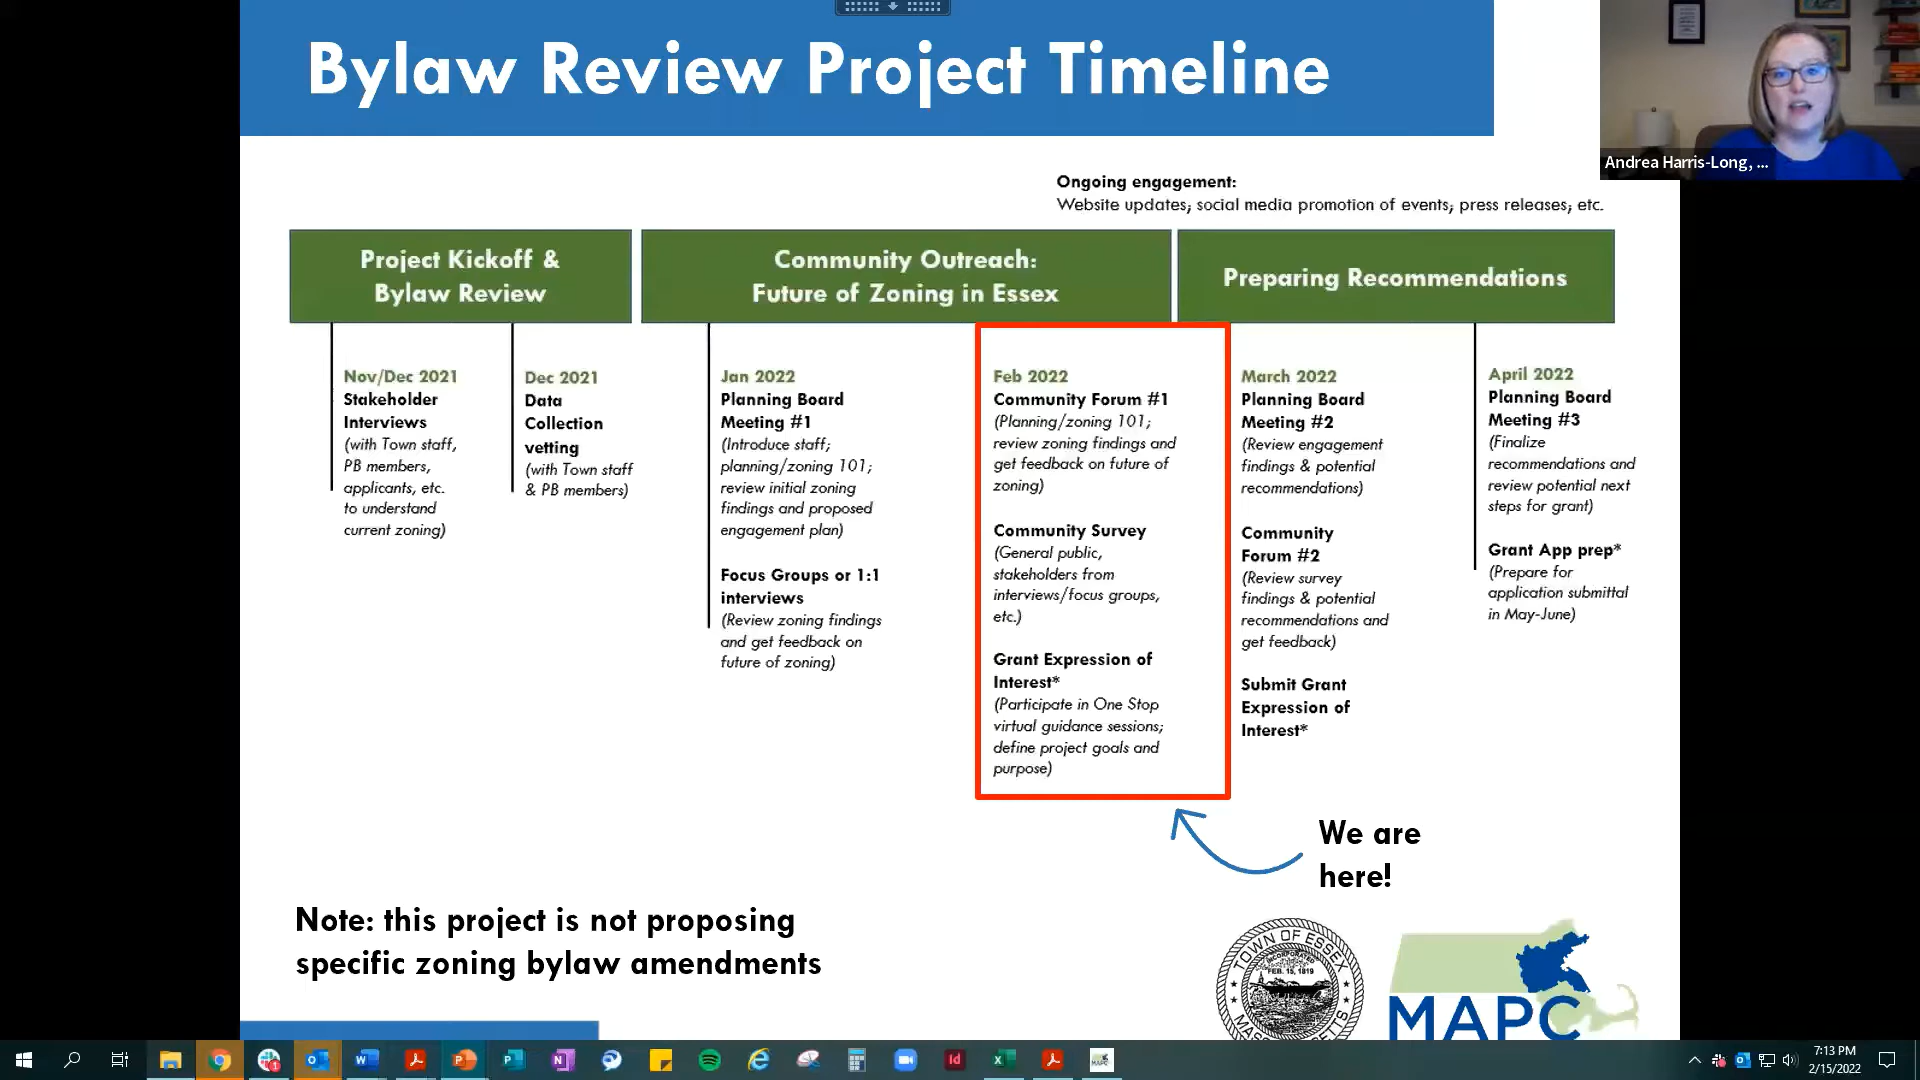 Bylaw Review Project Timeline
Andrea Harris-Long, ...
Ongoing engagement:
Website updates; social media promotion of events; press releases; etc.
Project Kickoff &
Bylaw Review
Community Outreach:
Future of Zoning in Essex
Preparing Recommendations
Nov/Dec 2021
Stakeholder
Interviews
(with Town staff,
PB members,
applicants, etc.
to understand
current zoning)
Dec 2021
Data
Collection
vetting
(with Town staff
& PB members)
Jan 2022
Planning Board
Meeting #1
(Introduce staff;
planning/zoning 101;
review initial zoning
findings and proposed
engagement plan)
Focus Groups or 1:1
interviews
(Review zoning findings
and get feedback on
future of zoning)
Feb 2022
Community Forum #1
(Planning/zoning 101;
review zoning findings and
get feedback on future of
zoning)
Community Survey
(General public,
stakeholders from
interviews/focus groups,
etc.)
Grant Expression of
Interest*
(Participate in One Stop
virtual guidance sessions;
define project goals and
purpose)
March 2022
Planning Board
Meeting #2
(Review engagement
findings & potential
recommendations)
Community
Forum #2
(Review survey
findings & potential
recommendations and
get feedback)
Submit Grant
Expression of
Interest*
April 2022
Planning Board
Meeting #3
(Finalize
recommendations and
review potential next
steps for grant)
Grant App prep*
(Prepare for
application submittal
in May-June)
We are
here!
Note: this project is not proposing
specific zoning bylaw amendments
TOWN OF ESSEX
INCORPORATED
FEB. 15, 1819
MAPC
7:13 PM
2/15/2022